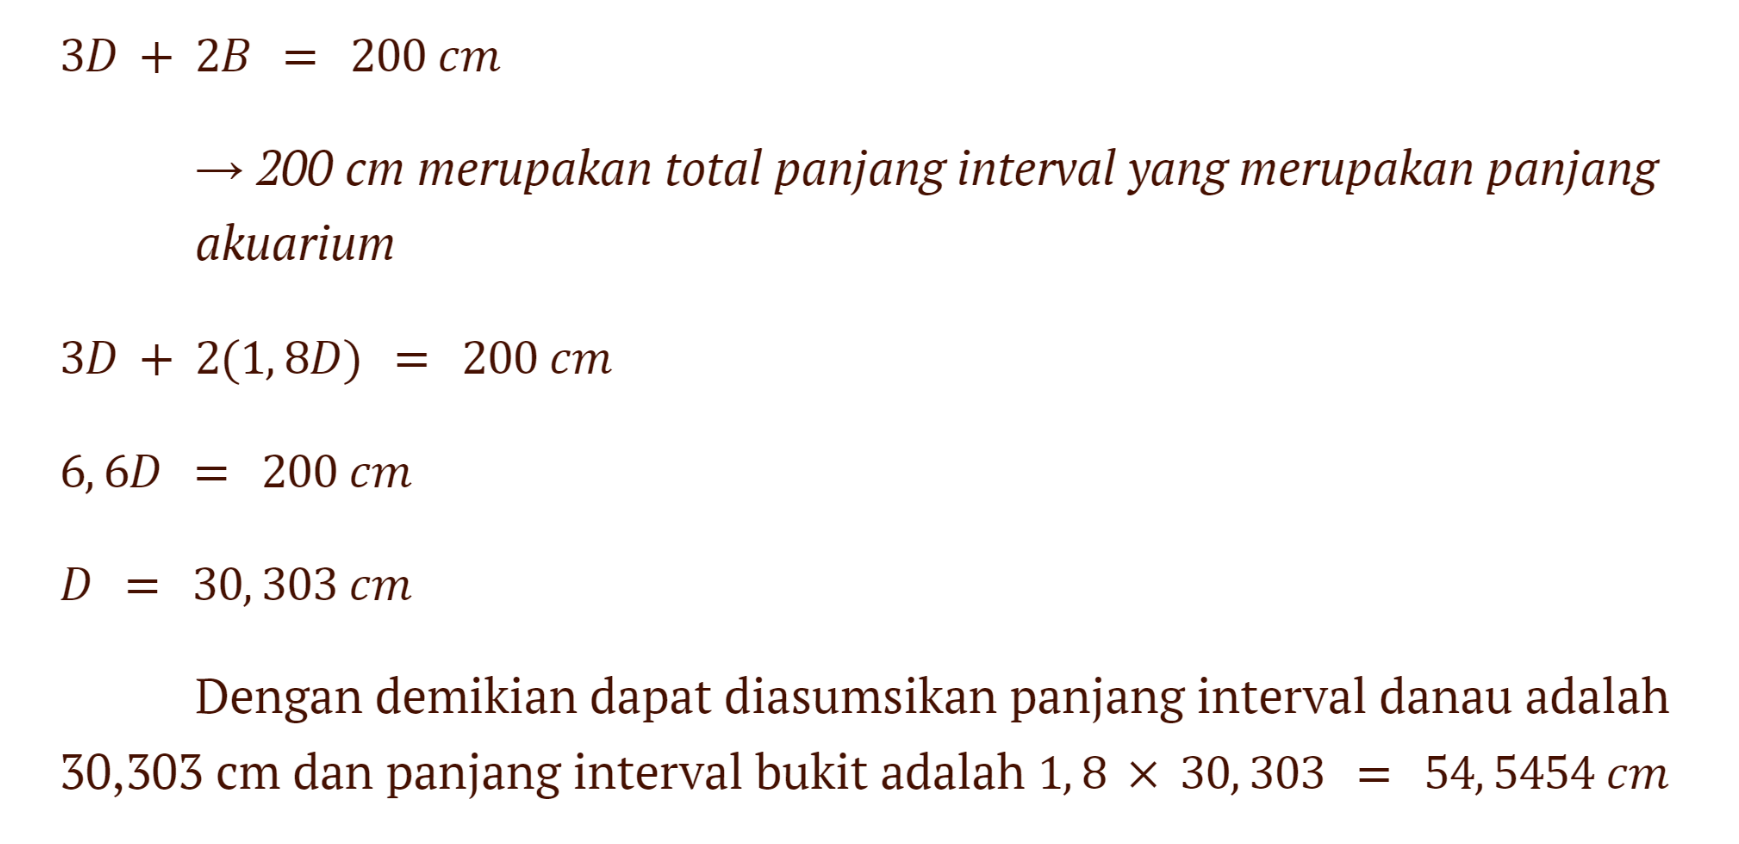 3D + 2B = 200 cm
→ 200 cm merupakan total panjang interval yang merupakan panjang
akuarium
3D + 2(1, 8D) = 200 cm
6, 6D = 200 cm
D = 30, 303 cm
Dengan demikian dapat diasumsikan panjang interval danau adalah
30,303 cm dan panjang interval bukit adalah 1, 8 × 30, 303 = 54, 5454 cm